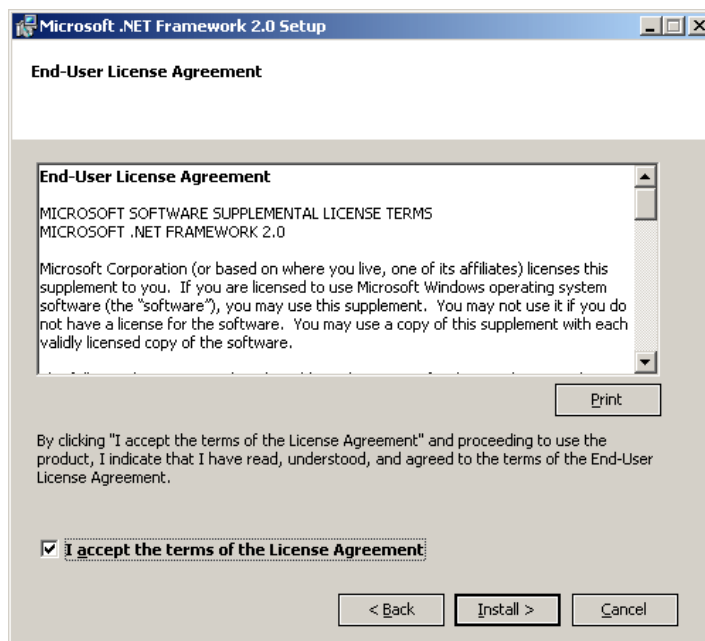 Microsoft .NET Framework 2.0 Setup
End-User License Agreement
End-User License Agreement
MICROSOFT SOFTWARE SUPPLEMENTAL LICENSE TERMS
MICROSOFT .NET FRAMEWORK 2.0
Microsoft Corporation (or based on where you live, one of its affiliates) licenses this
supplement to you.  If you are licensed to use Microsoft Windows operating system
software (the “software”), you may use this supplement.  You may not use it if you do
not have a license for the software.  You may use a copy of this supplement with each
validly licensed copy of the software.
Print
By clicking "I accept the terms of the License Agreement" and proceeding to use the
product, I indicate that I have read, understood, and agreed to the terms of the End-User
License Agreement.
I accept the terms of the License Agreement
< Back
Install >
Cancel